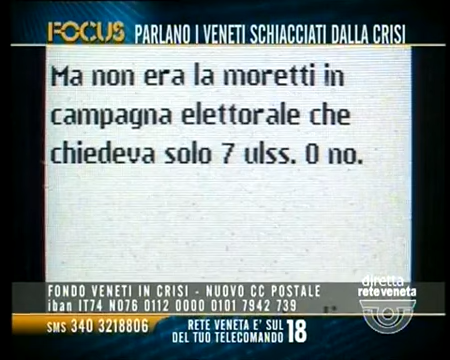 FOCUS PARLANO I VENETI SCHIACCIATI DALLA CRISI
Ma non era la moretti in
campagna elettorale che
chiedeva solo 7 ulss. O no.
diretta
reteveneta
FONDO VENETI IN CRISI - NUOVO CC POSTALE
iban IT74 N076 0112 0000 0101 7942 739
SMS 340 3218806
RETE VENETA E' SUL
DEL TUO TELECOMANDO 18